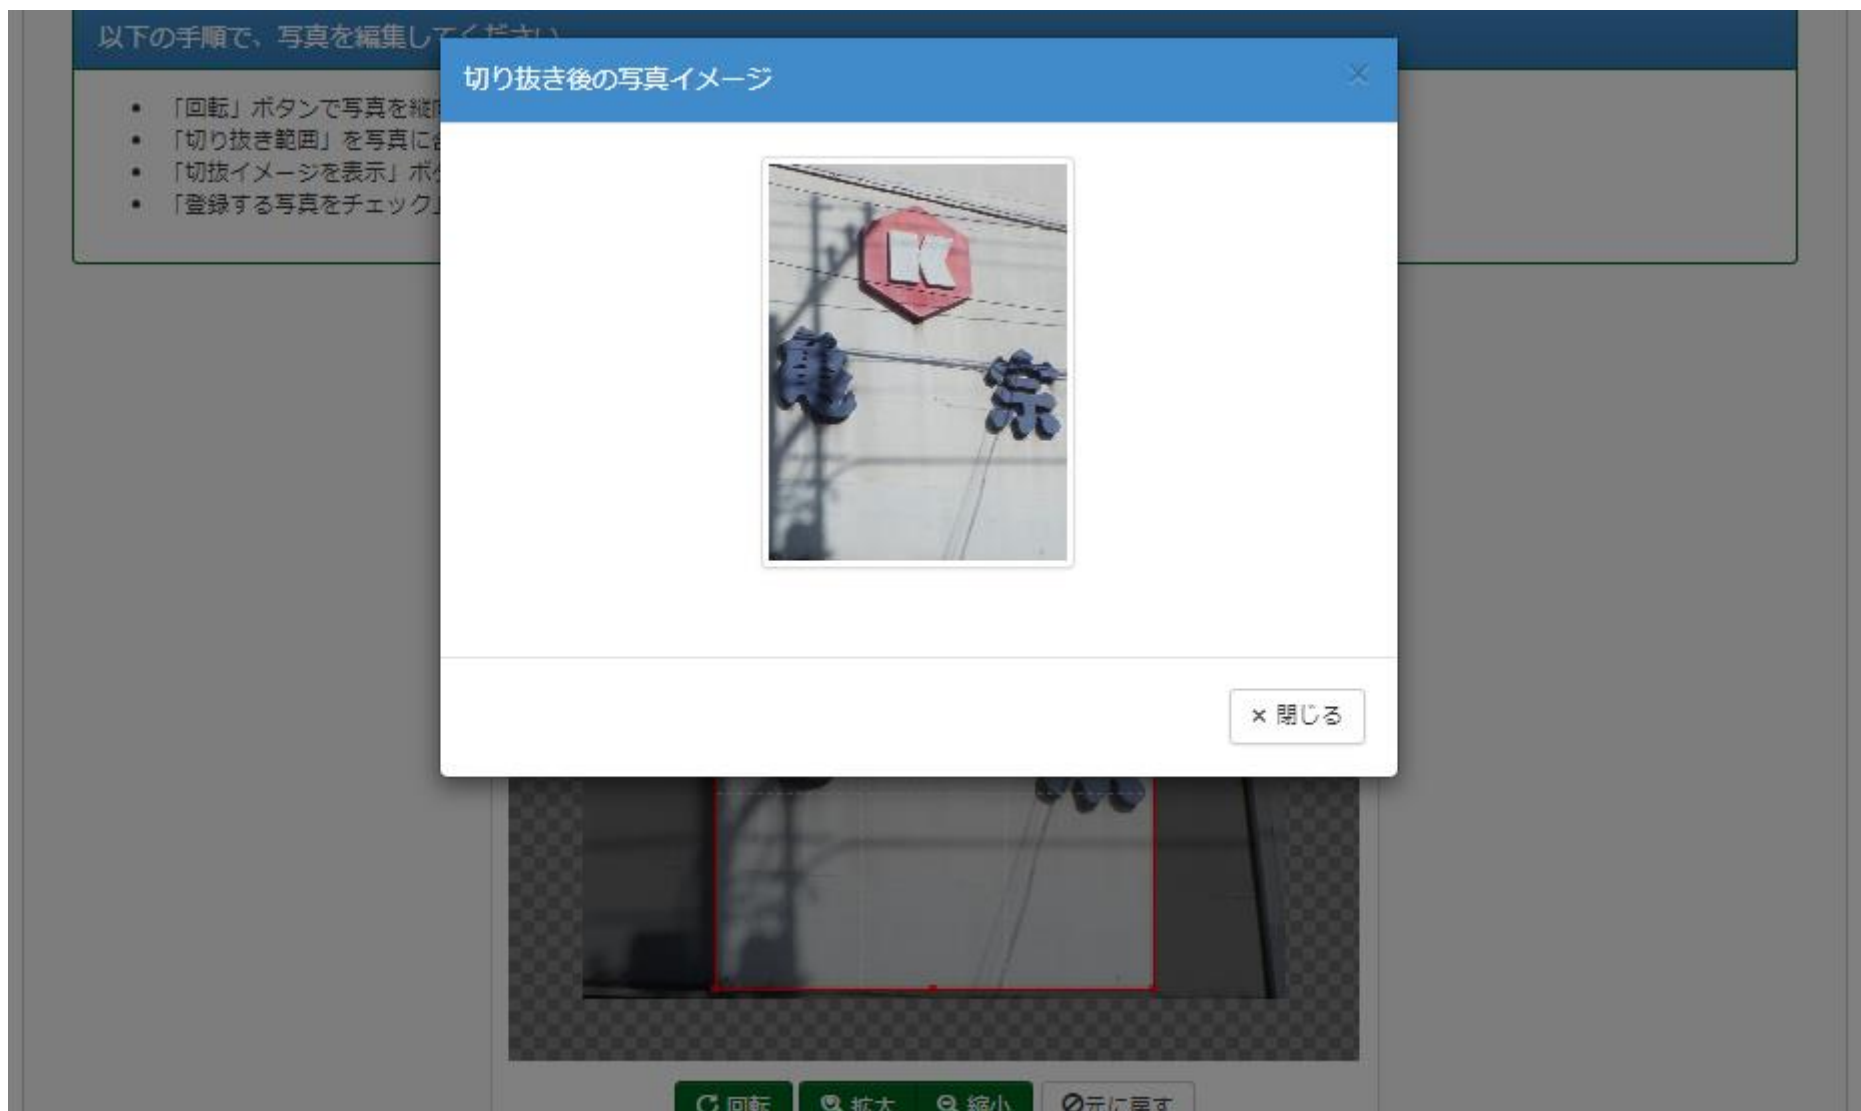 以下の手順で、写真を編集してください
切り抜き後の写真イメージ
×
「回転」ボタンで写真を縦
「切り抜き範囲」を写真に
「切抜イメージを表示」ボ
「登録する写真をチェック」
K
亀 宗
× 閉じる
回転 拡大 縮小 元に戻す